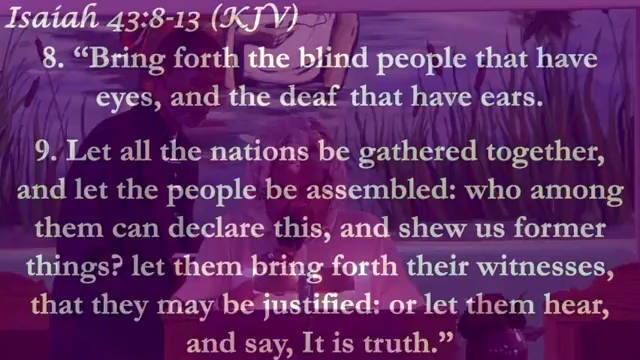 Isaiah 43:8-13 (KJV)
8. “Bring forth the blind people that have
eyes, and the deaf that have ears.
9. Let all the nations be gathered together,
and let the people be assembled: who among
them can declare this, and shew us former
things? let them bring forth their witnesses,
that they may be justified: or let them hear,
and say, It is truth.”